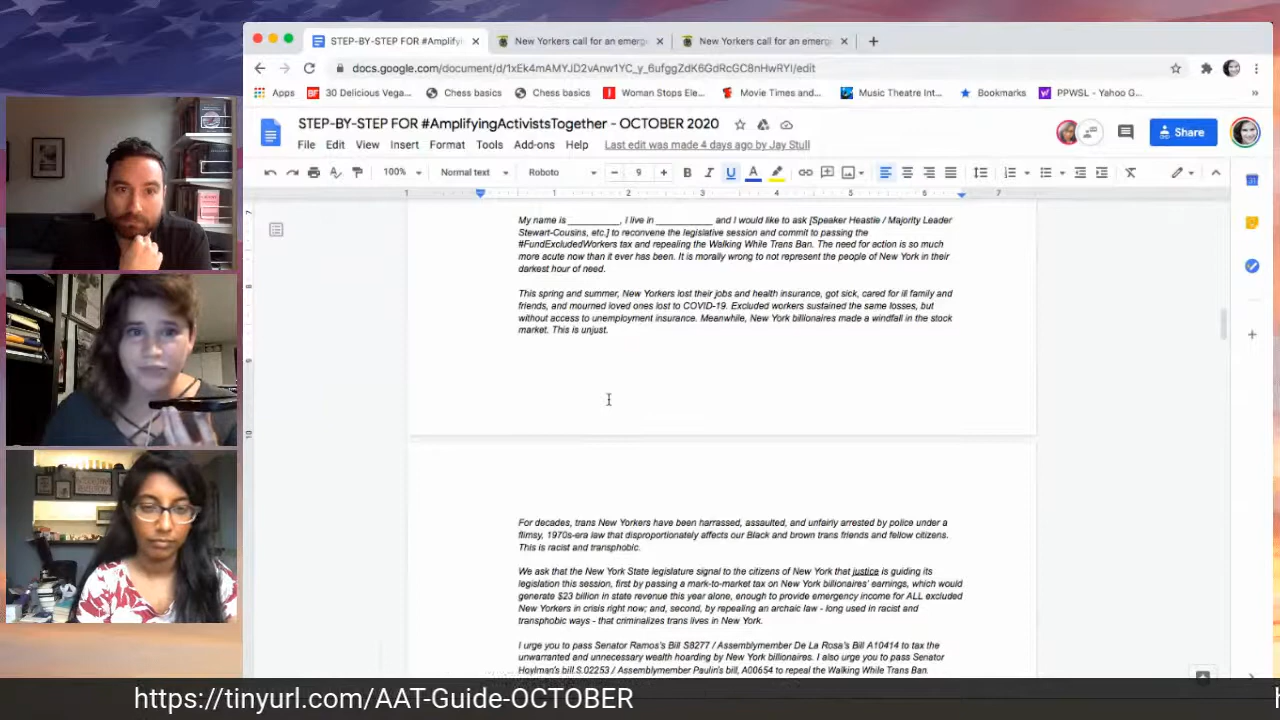 STEP-BY-STEP FOR #Amplifyi
New Yorkers call for an emerg
New Yorkers call for an emerg
docs.google.com/document/d/1xEk4mAMYJD2vAnw1YC_y_6ufggZdK6GdRcGC8nHwRYI/edit
Apps
30 Delicious Vega...
Chess basics
Chess basics
Woman Stops Ele...
Movie Times and...
Music Theatre Int...
Bookmarks
PPWSL - Yahoo G...
STEP-BY-STEP FOR #AmplifyingActivistsTogether - OCTOBER 2020
Share
File Edit View Insert Format Tools Add-ons Help Last edit was made 4 days ago by Jay Stull
100% Normal text Roboto 9
1 1 2 3 4 5 6 7
My name is __________, I live in __________ and I would like to ask [Speaker Heastie / Majority Leader
Stewart-Cousins, etc.] to reconvene the legislative session and commit to passing the
#FundExcludedWorkers tax and repealing the Walking While Trans Ban. The need for action is so much
more acute now than it ever has been. It is morally wrong to not represent the people of New York in their
darkest hour of need.
This spring and summer, New Yorkers lost their jobs and health insurance, got sick, cared for ill family and
friends, and mourned loved ones lost to COVID-19. Excluded workers sustained the same losses, but
without access to unemployment insurance. Meanwhile, New York billionaires made a windfall in the stock
market. This is unjust.
For decades, trans New Yorkers have been harrassed, assaulted, and unfairly arrested by police under a
flimsy, 1970s-era law that disproportionately affects our Black and brown trans friends and fellow citizens.
This is racist and transphobic.
We ask that the New York State legislature signal to the citizens of New York that justice is guiding its
legislation this session, first by passing a mark-to-market tax on New York billionaires' earnings, which would
generate $23 billion in state revenue this year alone, enough to provide emergency income for ALL excluded
New Yorkers in crisis right now; and, second, by repealing an archaic law - long used in racist and
transphobic ways - that criminalizes trans lives in New York.
I urge you to pass Senator Ramos's Bill S8277 / Assemblymember De La Rosa's Bill A10414 to tax the
unwarranted and unnecessary wealth hoarding by New York billionaires. I also urge you to pass Senator
Hoylman's bill S.02253 / Assemblymember Paulin's bill, A00654 to repeal the Walking While Trans Ban.
https://tinyurl.com/AAT-Guide-OCTOBER